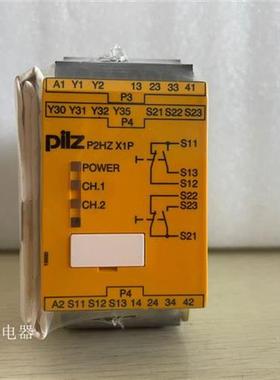 A1 Y1 Y2 13 23 33 41
P3
Y30 Y31 Y32 Y35 S21 S22 S23
P4
pilz
P2HZ X1P
POWER
CH.1
CH.2
S11
S13
S12
S22
S23
S21
P4
A2 S11 S12 S13 14 24 34 42
电器